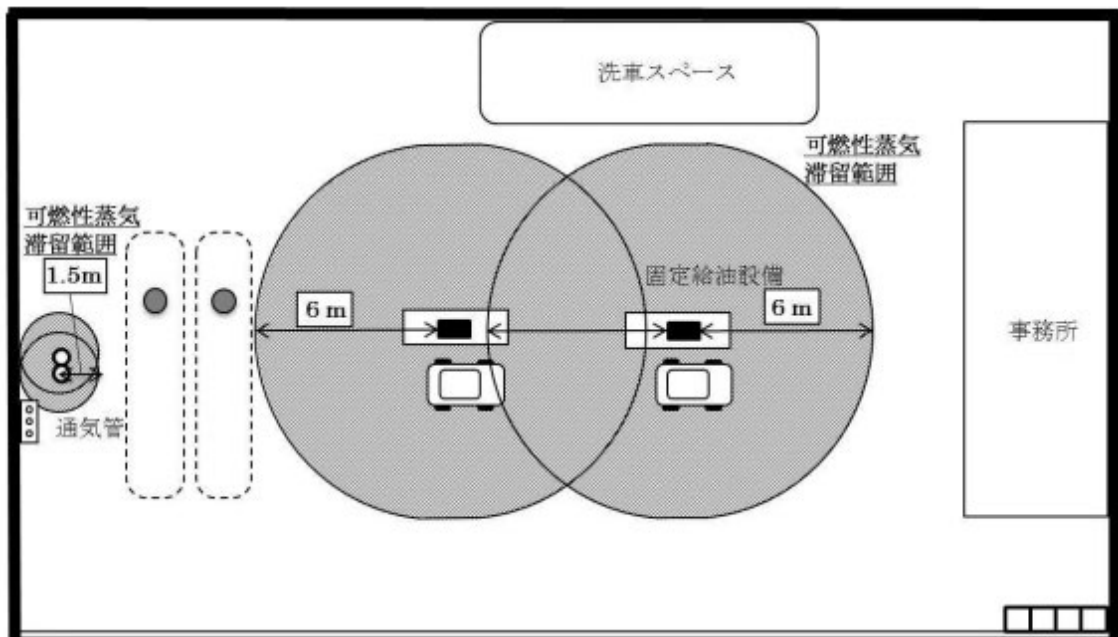 洗車スペース
可燃性蒸気
滞留範囲
可燃性蒸気
滞留範囲
1.5m
固定給油設備
6 m
6 m
事務所
通気管